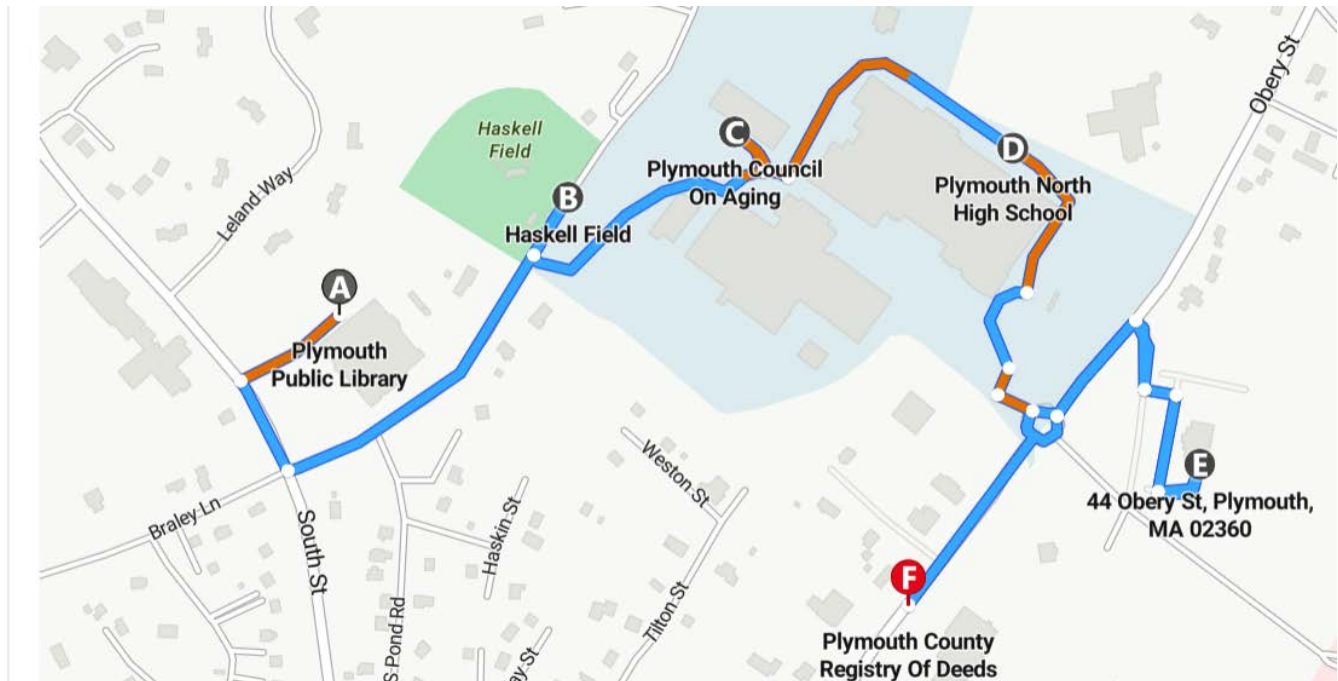 Obery St
Haskell
Field
C
Plymouth Council
On Aging
D
Plymouth North
High School
Leland Way
B
Haskell Field
A
Plymouth
Public Library
Weston St
E
44 Obery St, Plymouth,
MA 02360
Braley Ln
South St
Haskin St
F
Tilton St
S Pond Rd
Plymouth County
Registry Of Deeds
ay St